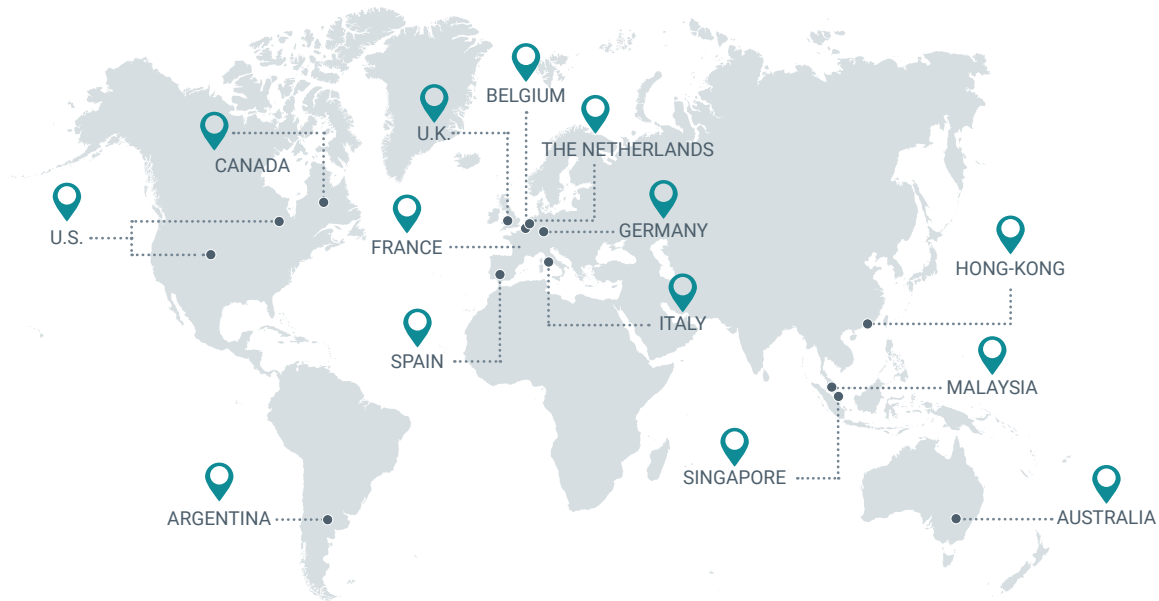 BELGIUM
U.K.
THE NETHERLANDS
CANADA
U.S.
FRANCE
GERMANY
HONG-KONG
ITALY
SPAIN
MALAYSIA
SINGAPORE
ARGENTINA
AUSTRALIA